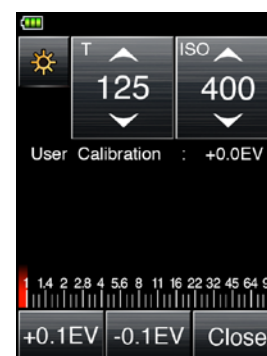 T ISO
125 400
User Calibration : +0.0EV
1 1.4 2 2.8 4 5.6 8 11 16 22 32 45 64 9
+0.1EV -0.1EV Close